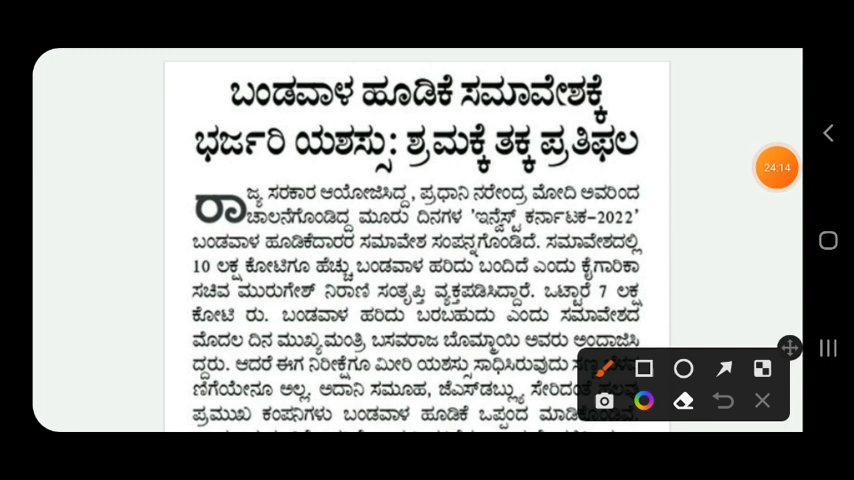 ಬಂಡವಾಳ ಹೂಡಿಕೆ ಸಮಾವೇಶಕ್ಕೆ
ಭರ್ಜರಿ ಯಶಸ್ಸು: ಶ್ರಮಕ್ಕೆ ತಕ್ಕ ಪ್ರತಿಫಲ
ರಾಜ್ಯ ಸರಕಾರ ಆಯೋಜಿಸಿದ್ದ, ಪ್ರಧಾನಿ ನರೇಂದ್ರ ಮೋದಿ ಅವರಿಂದ
ಚಾಲನೆಗೊಂಡಿದ್ದ ಮೂರು ದಿನಗಳ 'ಇನ್ವೆಸ್ಟ್ ಕರ್ನಾಟಕ-2022'
ಬಂಡವಾಳ ಹೂಡಿಕೆದಾರರ ಸಮಾವೇಶ ಸಂಪನ್ನಗೊಂಡಿದೆ. ಸಮಾವೇಶದಲ್ಲಿ
10 ಲಕ್ಷ ಕೋಟಿಗೂ ಹೆಚ್ಚು ಬಂಡವಾಳ ಹರಿದು ಬಂದಿದೆ ಎಂದು ಕೈಗಾರಿಕಾ
ಸಚಿವ ಮುರುಗೇಶ್ ನಿರಾಣಿ ಸಂತೃಪ್ತಿ ವ್ಯಕ್ತಪಡಿಸಿದ್ದಾರೆ. ಒಟ್ಟಾರೆ 7 ಲಕ್ಷ
ಕೋಟಿ ರು. ಬಂಡವಾಳ ಹರಿದು ಬರಬಹುದು ಎಂದು ಸಮಾವೇಶದ
ಮೊದಲ ದಿನ ಮುಖ್ಯಮಂತ್ರಿ ಬಸವರಾಜ ಬೊಮ್ಮಾಯಿ ಅವರು ಅಂದಾಜಿಸಿ
ದ್ದರು. ಆದರೆ ಈಗ ನಿರೀಕ್ಷೆಗೂ ಮೀರಿ ಯಶಸ್ಸು ಸಾಧಿಸಿರುವುದು
ಣಿಗೆಯೇನೂ ಅಲ್ಲ. ಅದಾನಿ ಸಮೂಹ, ಜೆಎಸ್‌ಡಬ್ಲ್ಯು ಸೇರಿದಂತೆ ಹಲವು
ಪ್ರಮುಖ ಕಂಪನಿಗಳು ಬಂಡವಾಳ ಹೂಡಿಕೆ ಒಪ್ಪಂದ ಮಾಡಿಕೊಂಡಿವೆ.
24:14